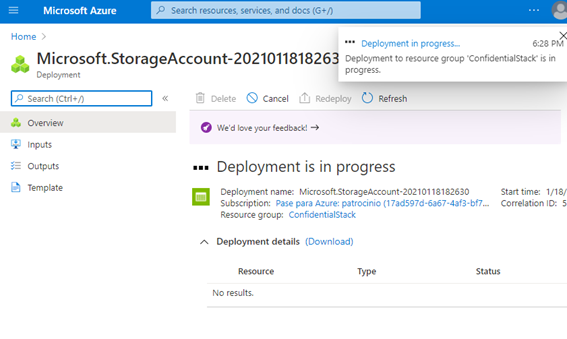 Microsoft Azure
Search resources, services, and docs (G+/)
Home
Deployment in progress...
6:28 PM
Deployment to resource group 'ConfidentialStack' is in
progress.
Microsoft.StorageAccount-20210118182630
Deployment
Search (Ctrl+/)
Delete
Cancel
Redeploy
Refresh
Overview
Inputs
Outputs
Template
We'd love your feedback!
Deployment is in progress
Deployment name: Microsoft.StorageAccount-20210118182630
Start time: 1/18/
Subscription: Pase para Azure: patrocinio (17ad597d-6a67-4af3-bf7...
Correlation ID: 5
Resource group: ConfidentialStack
Deployment details (Download)
Resource
Type
Status
No results.